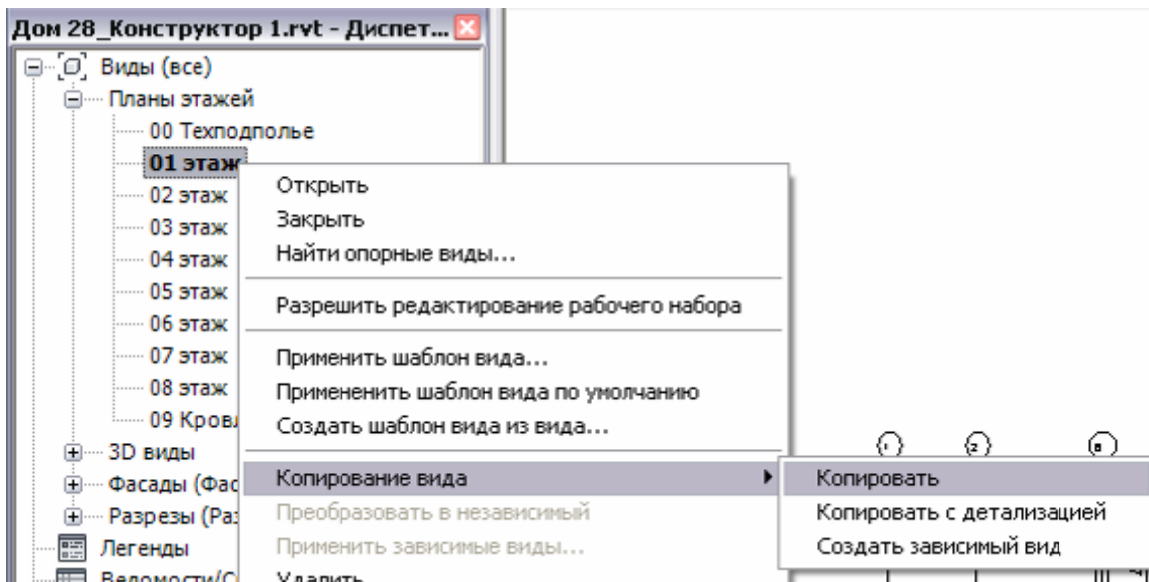 Дом 28_Конструктор 1.rvt - Диспет...
Виды (все)
Планы этажей
00 Техподполье
01 этаж
02 этаж
03 этаж
04 этаж
05 этаж
06 этаж
07 этаж
08 этаж
09 Кровл
3D виды
Фасады (Фас
Разрезы (Раз
Легенды
Ведомости/С
Открыть
Закрыть
Найти опорные виды...
Разрешить редактирование рабочего набора
Применить шаблон вида...
Примененить шаблон вида по умолчанию
Создать шаблон вида из вида...
Копирование вида
Преобразовать в независимый
Применить зависимые виды...
Удалить
Копировать
Копировать с детализацией
Создать зависимый вид
1 2